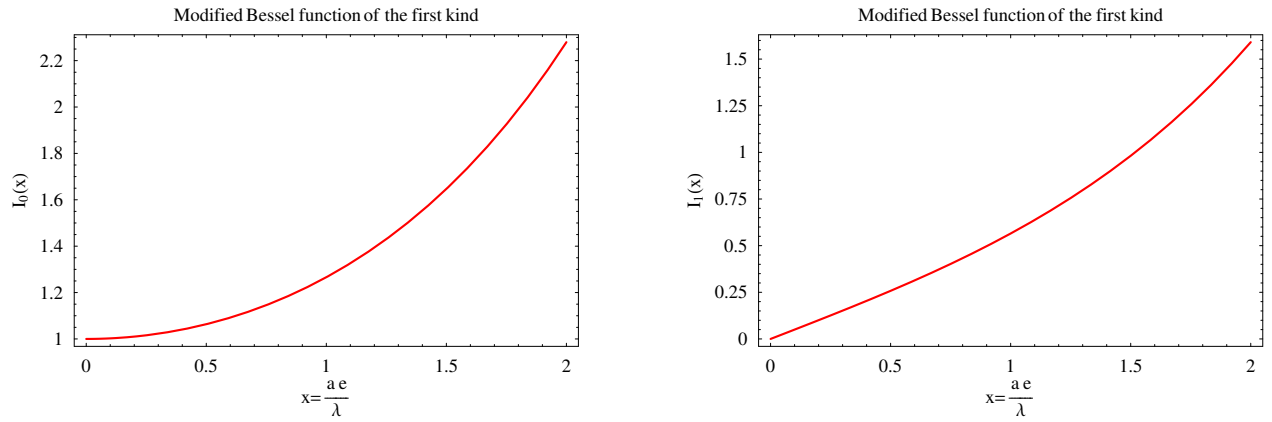 Modified Bessel function of the first kind
I₀(x)
2.2
2
1.8
1.6
1.4
1.2
1
0 0.5 1 1.5 2
x= a e / λ
Modified Bessel function of the first kind
I₁(x)
1.5
1.25
1
0.75
0.5
0.25
0
0 0.5 1 1.5 2
x= a e / λ